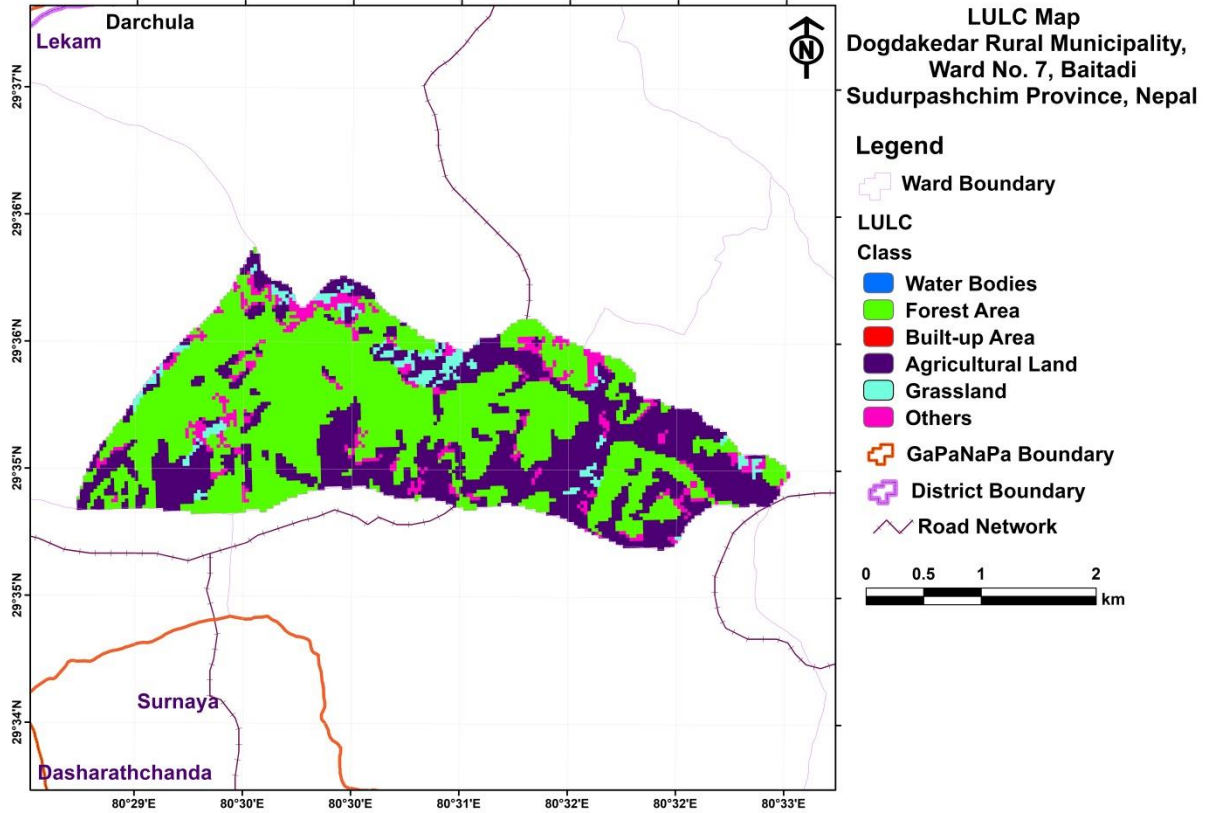 LULC Map
Dogdakedar Rural Municipality,
Ward No. 7, Baitadi
Sudurpashchim Province, Nepal
Darchula
Lekam
N
Surnaya
Dasharathchanda
29°37'N
29°36'N
29°36'N
29°35'N
29°35'N
29°34'N
80°29'E
80°30'E
80°30'E
80°31'E
80°32'E
80°32'E
80°33'E
Legend
Ward Boundary
LULC
Class
Water Bodies
Forest Area
Built-up Area
Agricultural Land
Grassland
Others
GaPaNaPa Boundary
District Boundary
Road Network
0 0.5 1 2
km